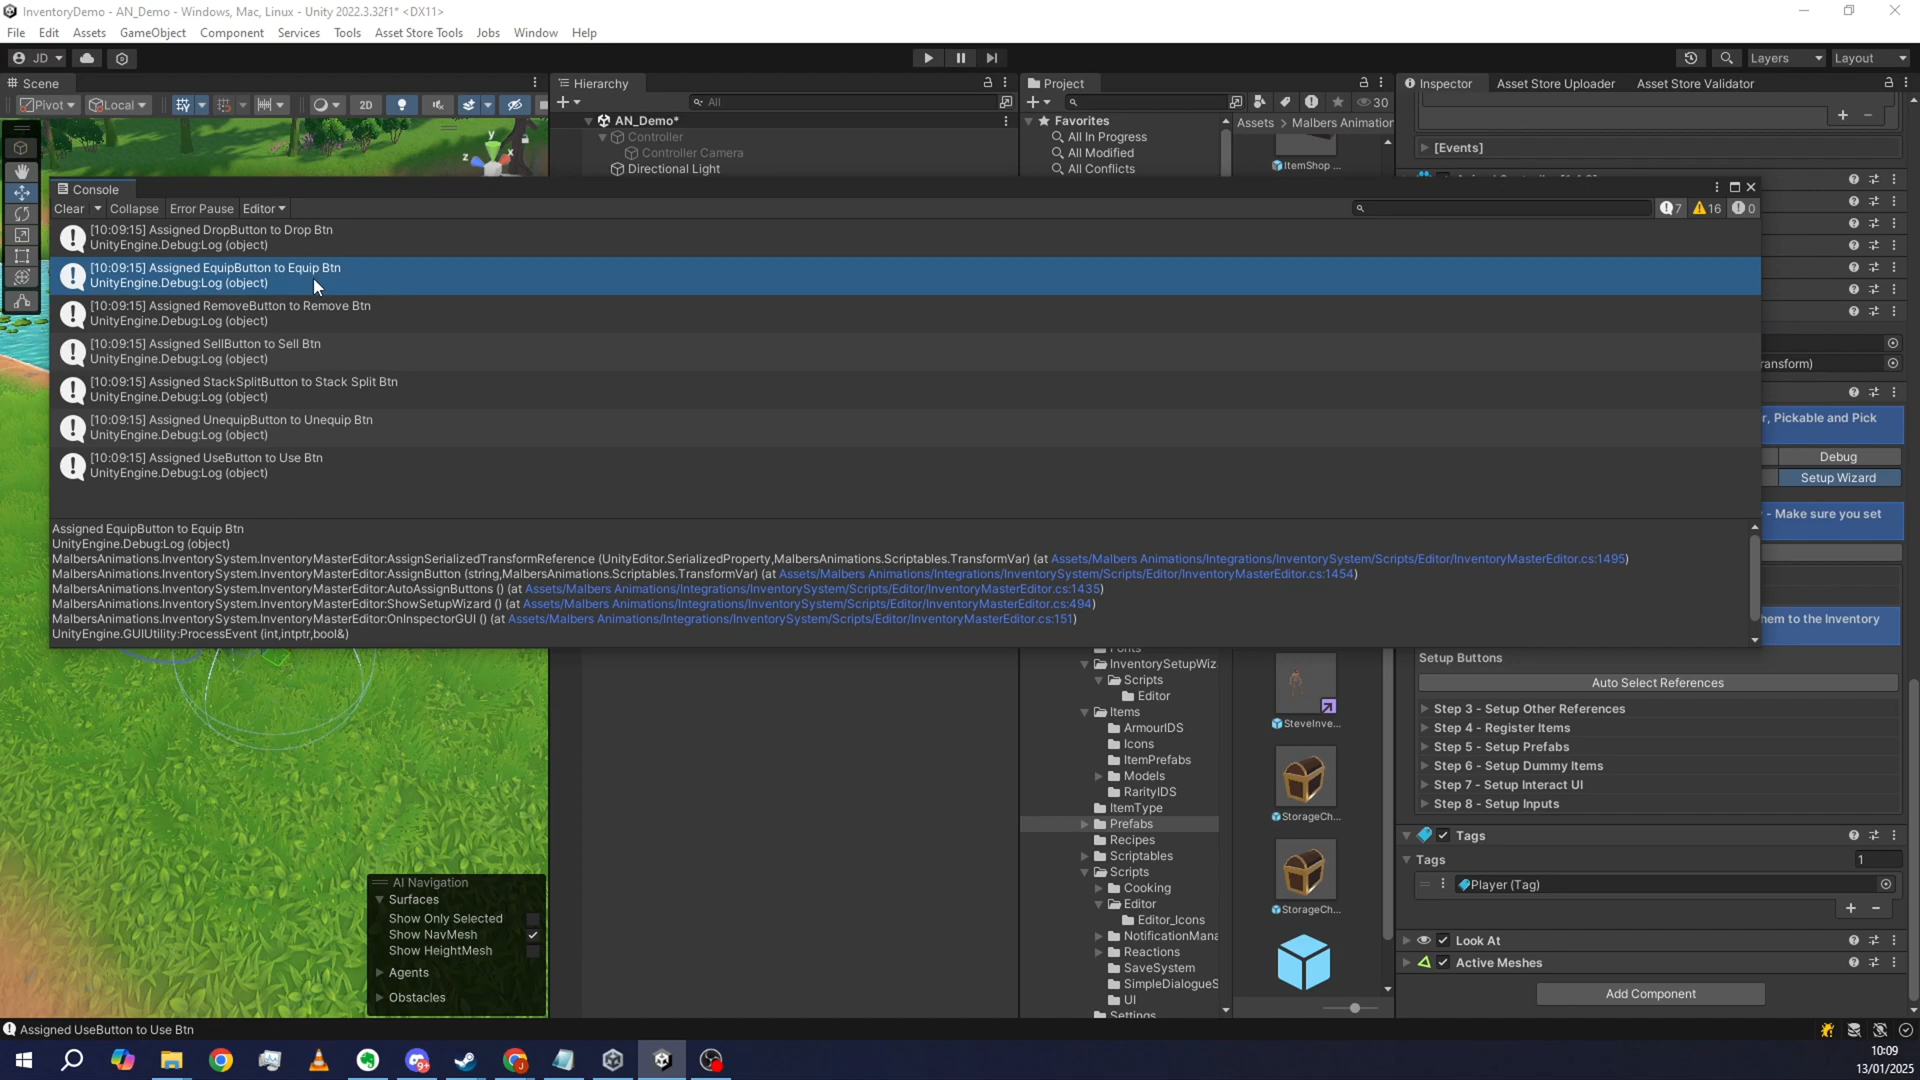 InventoryDemo - AN_Demo - Windows, Mac, Linux - Unity 2022.3.32f1* <DX11>
File Edit Assets GameObject Component Services Tools Asset Store Tools Jobs Window Help
JD Layers Layout
Scene Hierarchy Project Inspector Asset Store Uploader Asset Store Validator
Pivot Local 2D All 30
AN_Demo* Favorites Assets > Malbers Animation
Controller All In Progress
Controller Camera All Modified
Directional Light All Conflicts
ItemShop ...
[Events]
y
z x
Console
Clear Collapse Error Pause Editor 7 16 0
[10:09:15] Assigned DropButton to Drop Btn
UnityEngine.Debug:Log (object)
[10:09:15] Assigned EquipButton to Equip Btn
UnityEngine.Debug:Log (object)
[10:09:15] Assigned RemoveButton to Remove Btn
UnityEngine.Debug:Log (object)
[10:09:15] Assigned SellButton to Sell Btn
UnityEngine.Debug:Log (object)
[10:09:15] Assigned StackSplitButton to Stack Split Btn
UnityEngine.Debug:Log (object)
[10:09:15] Assigned UnequipButton to Unequip Btn
UnityEngine.Debug:Log (object)
[10:09:15] Assigned UseButton to Use Btn
UnityEngine.Debug:Log (object)
Assigned EquipButton to Equip Btn
UnityEngine.Debug:Log (object)
MalbersAnimations.InventorySystem.InventoryMasterEditor:AssignSerializedTransformReference (UnityEditor.SerializedProperty,MalbersAnimations.Scriptables.TransformVar) (at Assets/Malbers Animations/Integrations/InventorySystem/Scripts/Editor/InventoryMasterEditor.cs:1495)
MalbersAnimations.InventorySystem.InventoryMasterEditor:AssignButton (string,MalbersAnimations.Scriptables.TransformVar) (at Assets/Malbers Animations/Integrations/InventorySystem/Scripts/Editor/InventoryMasterEditor.cs:1454)
MalbersAnimations.InventorySystem.InventoryMasterEditor:AutoAssignButtons () (at Assets/Malbers Animations/Integrations/InventorySystem/Scripts/Editor/InventoryMasterEditor.cs:1435)
MalbersAnimations.InventorySystem.InventoryMasterEditor:ShowSetupWizard () (at Assets/Malbers Animations/Integrations/InventorySystem/Scripts/Editor/InventoryMasterEditor.cs:494)
MalbersAnimations.InventorySystem.InventoryMasterEditor:OnInspectorGUI () (at Assets/Malbers Animations/Integrations/InventorySystem/Scripts/Editor/InventoryMasterEditor.cs:151)
UnityEngine.GUIUtility:ProcessEvent (int,intptr,bool&)
ansform)
r, Pickable and Pick
Debug
Setup Wizard
- Make sure you set
hem to the Inventory
InventorySetupWiz
Scripts
Editor
Items
ArmourIDS
Icons
ItemPrefabs
Models
RarityIDS
ItemType
Prefabs
Recipes
Scriptables
Scripts
Cooking
Editor
Editor_Icons
NotificationMana
Reactions
SaveSystem
SimpleDialogueS
UI
Settings
SteveInve...
StorageCh...
StorageCh...
Setup Buttons
Auto Select References
Step 3 - Setup Other References
Step 4 - Register Items
Step 5 - Setup Prefabs
Step 6 - Setup Dummy Items
Step 7 - Setup Interact UI
Step 8 - Setup Inputs
Tags
Tags 1
Player (Tag)
Look At
Active Meshes
Add Component
AI Navigation
Surfaces
Show Only Selected
Show NavMesh
Show HeightMesh
Agents
Obstacles
Assigned UseButton to Use Btn
9+
10:09
13/01/2025